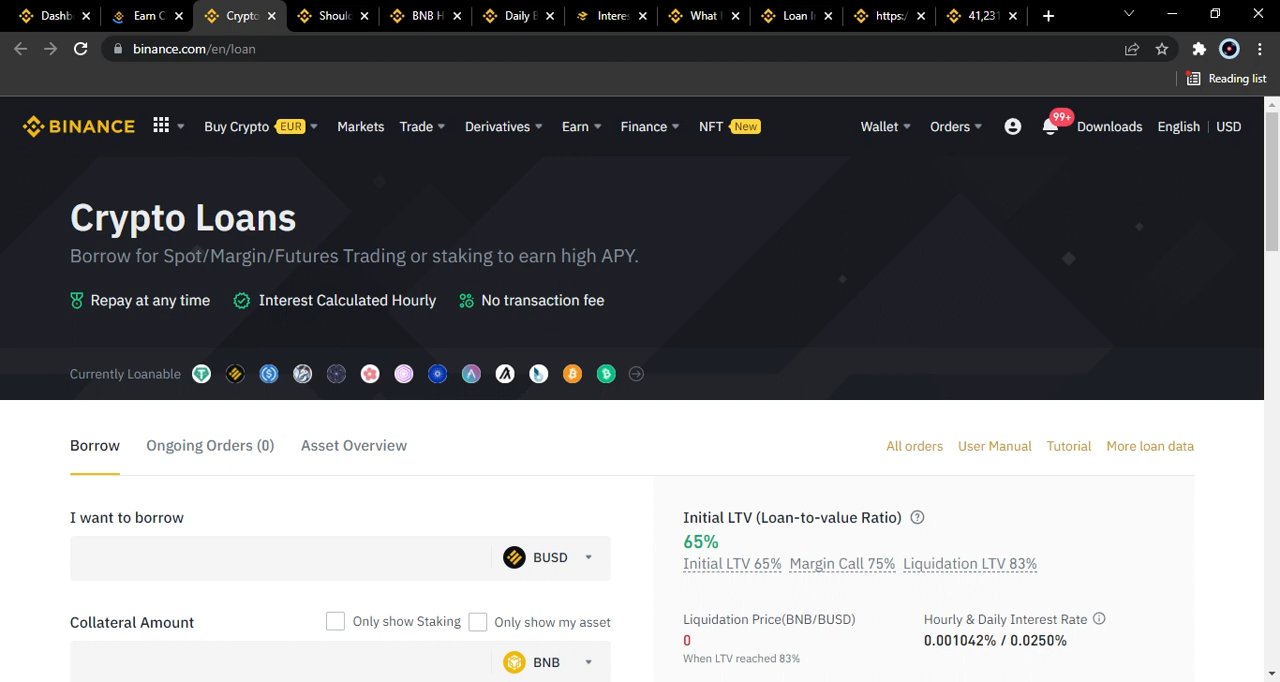 Dashb
Earn C
Crypto
Shoul
BNB H
Daily B
Interes
What I
Loan I
https:/
41,231
binance.com/en/loan
Reading list
BINANCE
Buy Crypto EUR
Markets
Trade
Derivatives
Earn
Finance
NFT New
Wallet
Orders
99+
Downloads
English
USD
Crypto Loans
Borrow for Spot/Margin/Futures Trading or staking to earn high APY.
Repay at any time
Interest Calculated Hourly
No transaction fee
Currently Loanable
Borrow
Ongoing Orders (0)
Asset Overview
All orders
User Manual
Tutorial
More loan data
I want to borrow
BUSD
Collateral Amount
Only show Staking
Only show my asset
BNB
Initial LTV (Loan-to-value Ratio)
65%
Initial LTV 65% Margin Call 75% Liquidation LTV 83%
Liquidation Price(BNB/BUSD)
0
When LTV reached 83%
Hourly & Daily Interest Rate
0.001042% / 0.0250%